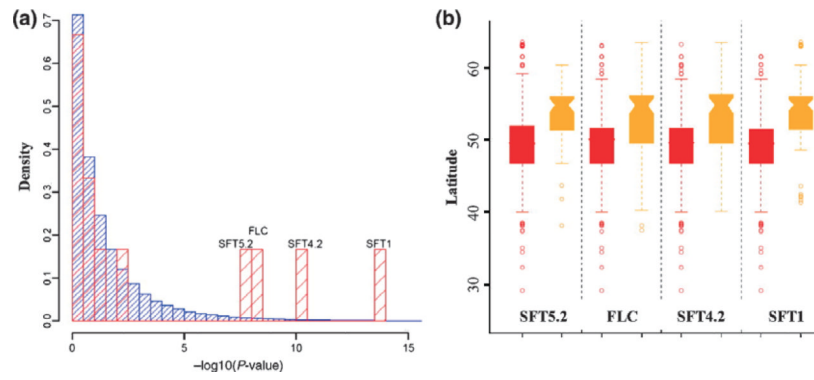 (a)
0.7
0.6
0.5
0.4
0.3
0.2
0.1
0.0
Density
FLC
SFT5.2 SFT4.2 SFT1
0 5 10 15
−log10(P-value)
(b)
60
50
40
30
Latitude
SFT5.2 FLC SFT4.2 SFT1